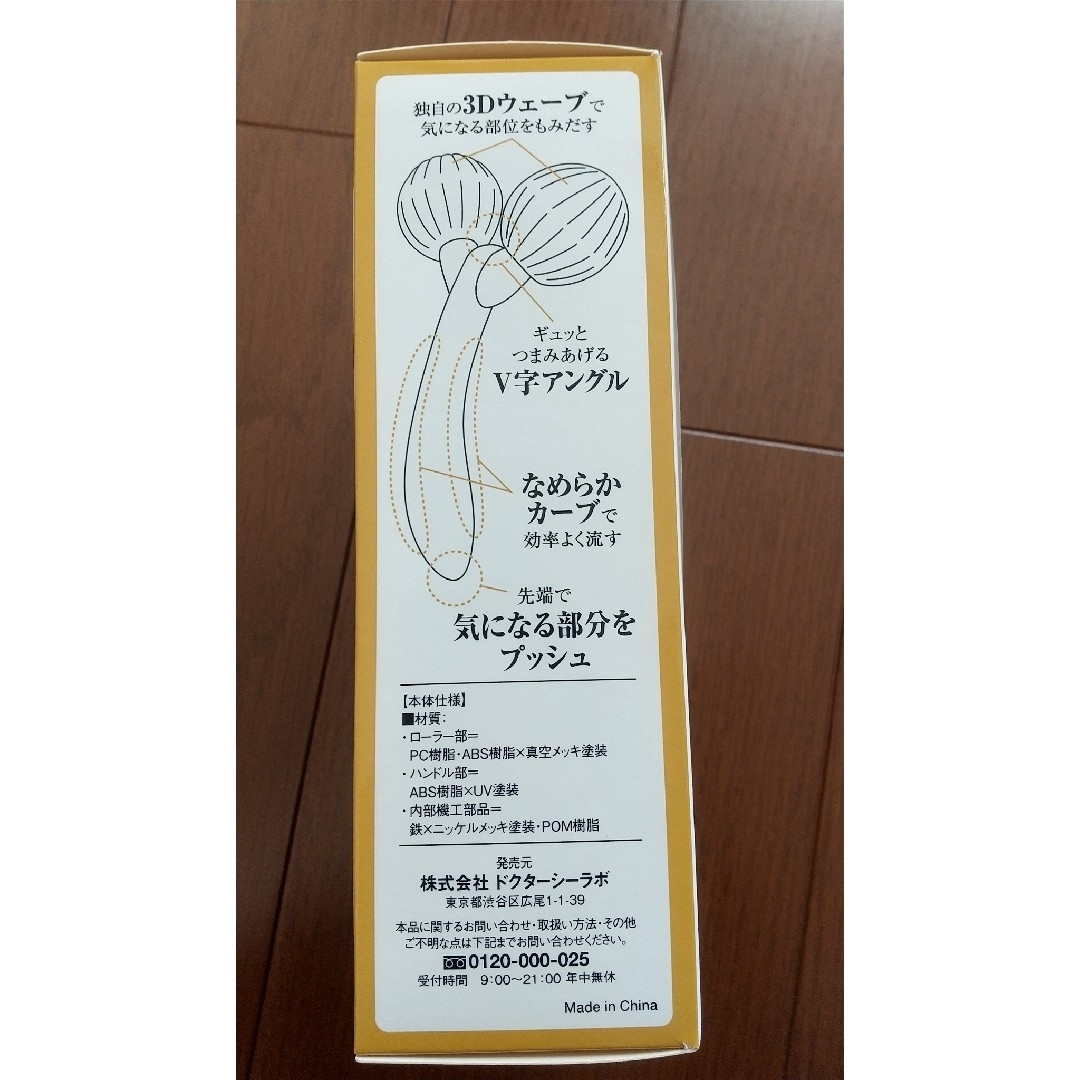 独自の3Dウェーブで
気になる部位をもみだす
ギュッと
つまみあげる
V字アングル
なめらか
カーブで
効率よく流す
先端で
気になる部分を
プッシュ
【本体仕様】
■材質：
・ローラー部＝
PC樹脂・ABS樹脂×真空メッキ塗装
・ハンドル部＝
ABS樹脂×UV塗装
・内部機工部品＝
鉄×ニッケルメッキ塗装・POM樹脂
発売元
株式会社 ドクターシーラボ
東京都渋谷区広尾1-1-39
本品に関するお問い合わせ・取扱い方法・その他
ご不明な点は下記までお問い合わせください。
0120-000-025
受付時間 9:00〜21:00 年中無休
Made in China